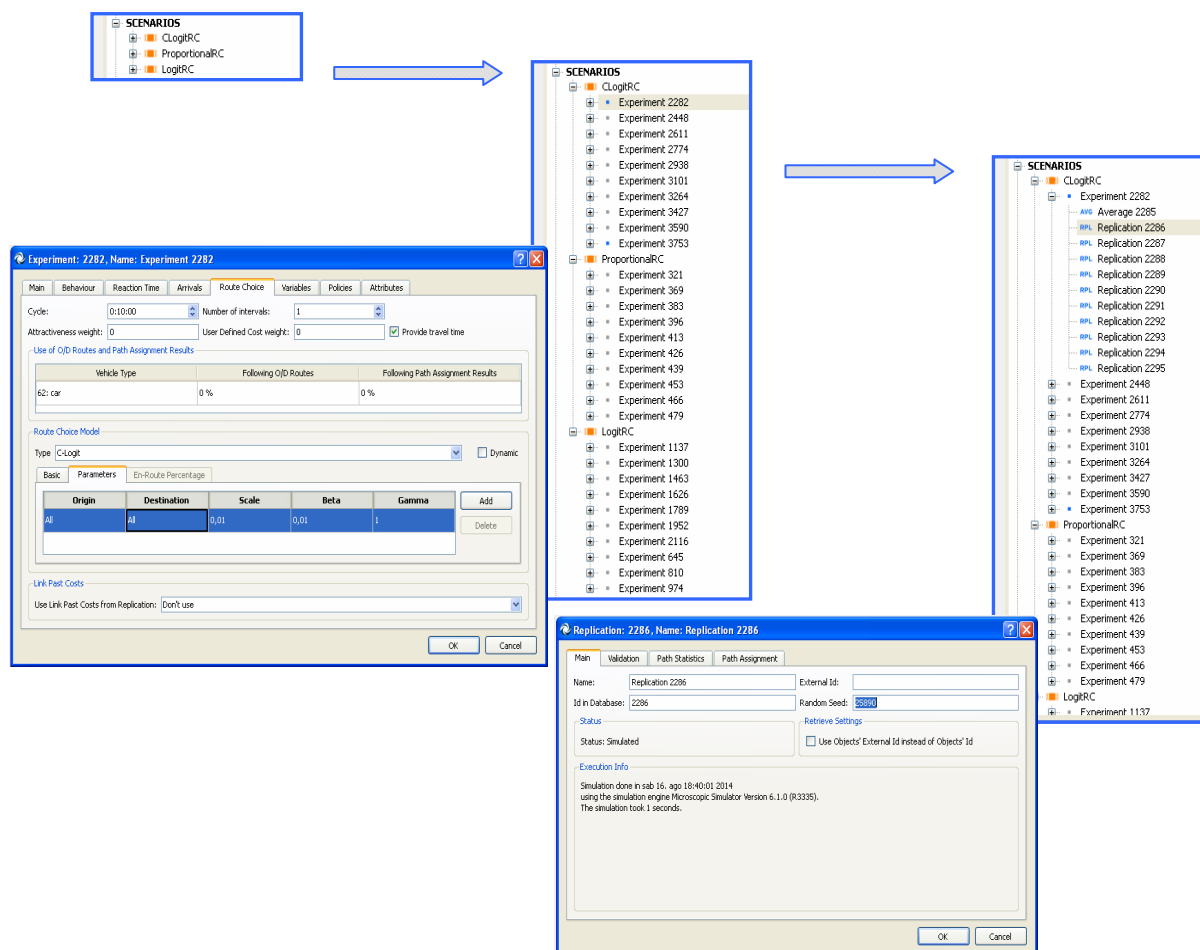 SCENARIOS
CLogitRC
ProportionalRC
LogitRC
SCENARIOS
CLogitRC
Experiment 2282
Experiment 2448
Experiment 2611
Experiment 2774
Experiment 2938
Experiment 3101
Experiment 3264
Experiment 3427
Experiment 3590
Experiment 3753
ProportionalRC
Experiment 321
Experiment 369
Experiment 383
Experiment 396
Experiment 413
Experiment 426
Experiment 439
Experiment 453
Experiment 466
Experiment 479
LogitRC
Experiment 1137
Experiment 1300
Experiment 1463
Experiment 1626
Experiment 1789
Experiment 1952
Experiment 2116
Experiment 645
Experiment 810
Experiment 974
SCENARIOS
CLogitRC
Experiment 2282
AVG Average 2285
RPL Replication 2286
RPL Replication 2287
RPL Replication 2288
RPL Replication 2289
RPL Replication 2290
RPL Replication 2291
RPL Replication 2292
RPL Replication 2293
RPL Replication 2294
RPL Replication 2295
Experiment 2448
Experiment 2611
Experiment 2774
Experiment 2938
Experiment 3101
Experiment 3264
Experiment 3427
Experiment 3590
Experiment 3753
ProportionalRC
Experiment 321
Experiment 369
Experiment 383
Experiment 396
Experiment 413
Experiment 426
Experiment 439
Experiment 453
Experiment 466
Experiment 479
LogitRC
Experiment 1137
Experiment: 2282, Name: Experiment 2282
Main Behaviour Reaction Time Arrivals Route Choice Variables Policies Attributes
Cycle: 0:10:00 Number of intervals: 1
Attractiveness weight: 0 User Defined Cost weight: 0 Provide travel time
Use of O/D Routes and Path Assignment Results
Vehicle Type Following O/D Routes Following Path Assignment Results
62: car 0 % 0 %
Route Choice Model
Type C-Logit Dynamic
Basic Parameters En-Route Percentage
Origin Destination Scale Beta Gamma Add
All All 0,01 0,01 1 Delete
Link Past Costs
Use Link Past Costs from Replication: Don't use
OK Cancel
Replication: 2286, Name: Replication 2286
Main Validation Path Statistics Path Assignment
Name: Replication 2286 External Id:
Id in Database: 2286 Random Seed: 25890
Status Retrieve Settings
Status: Simulated Use Objects' External Id instead of Objects' Id
Execution Info
Simulation done in sab 16. ago 18:40:01 2014
using the simulation engine Microscopic Simulator Version 6.1.0 (R3335).
The simulation took 1 seconds.
OK Cancel